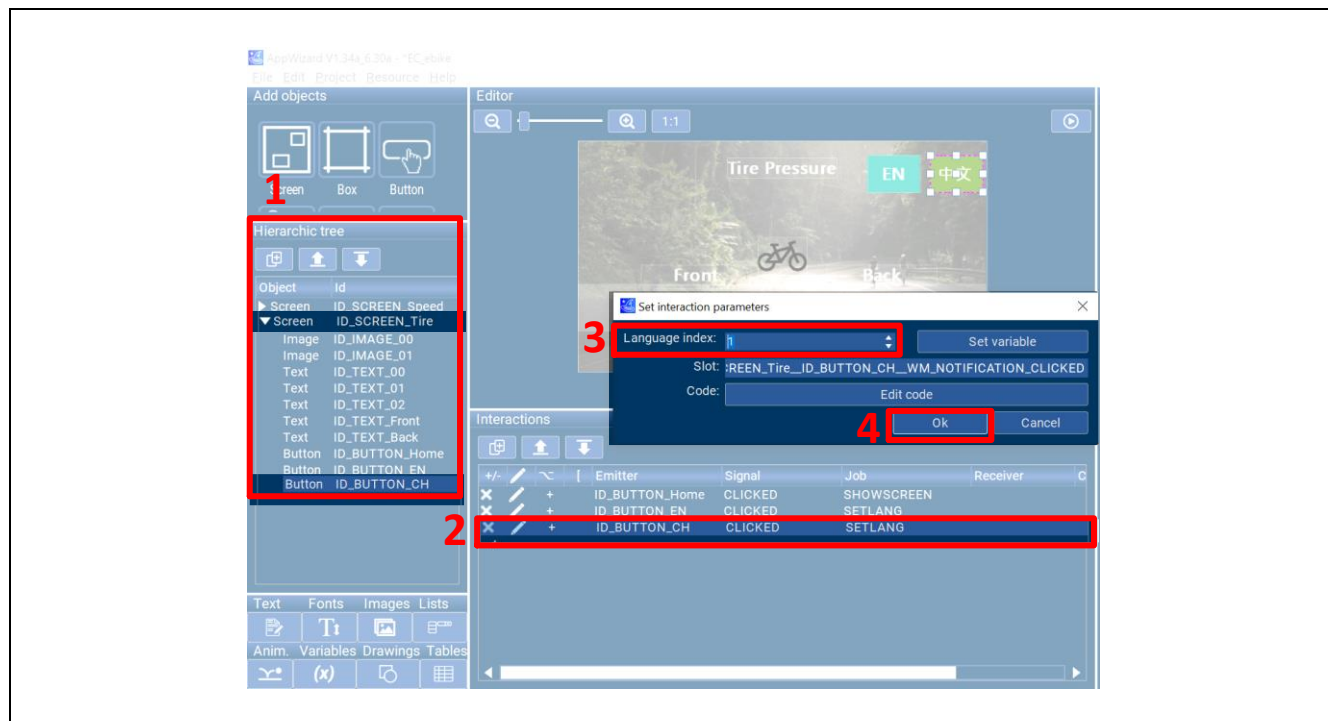 AppWizard V1.34a_6.30a - *EC_ebike
File Edit Project Resource Help
Add objects
Screen Box Button
1
Hierarchic tree
Object Id
Screen ID_SCREEN_Speed
Screen ID_SCREEN_Tire
Image ID_IMAGE_00
Image ID_IMAGE_01
Text ID_TEXT_00
Text ID_TEXT_01
Text ID_TEXT_02
Text ID_TEXT_Front
Text ID_TEXT_Back
Button ID_BUTTON_Home
Button ID_BUTTON_EN
Button ID_BUTTON_CH
Text Fonts Images Lists
Anim. Variables Drawings Tables
(x)
Editor
1:1
Tire Pressure EN 中文
Front Back
Set interaction parameters
3 Language index: 1 Set variable
Slot: :REEN_Tire__ID_BUTTON_CH__WM_NOTIFICATION_CLICKED
Code: Edit code
4 Ok Cancel
Interactions
+/- [ Emitter Signal Job Receiver C
+ ID_BUTTON_Home CLICKED SHOWSCREEN
+ ID_BUTTON_EN CLICKED SETLANG
2 + ID_BUTTON_CH CLICKED SETLANG